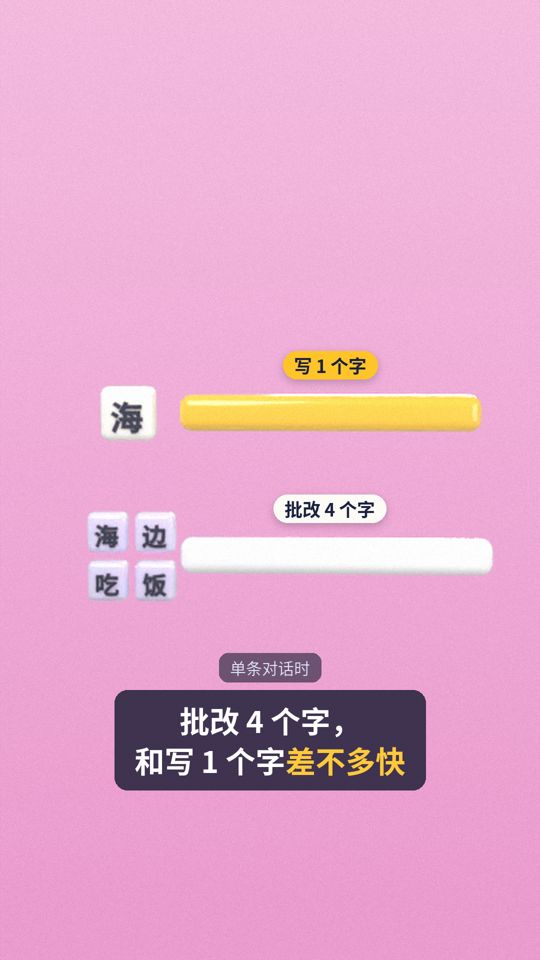 写 1 个字
海
批改 4 个字
海 边
吃 饭
单条对话时
批改 4 个字，
和写 1 个字差不多快